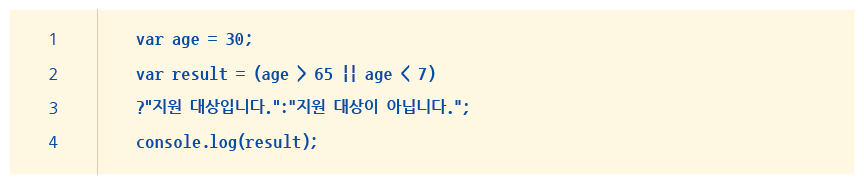 1 var age = 30;
2 var result = (age > 65 || age < 7)
3 ?"지원 대상입니다.":"지원 대상이 아닙니다.";
4 console.log(result);